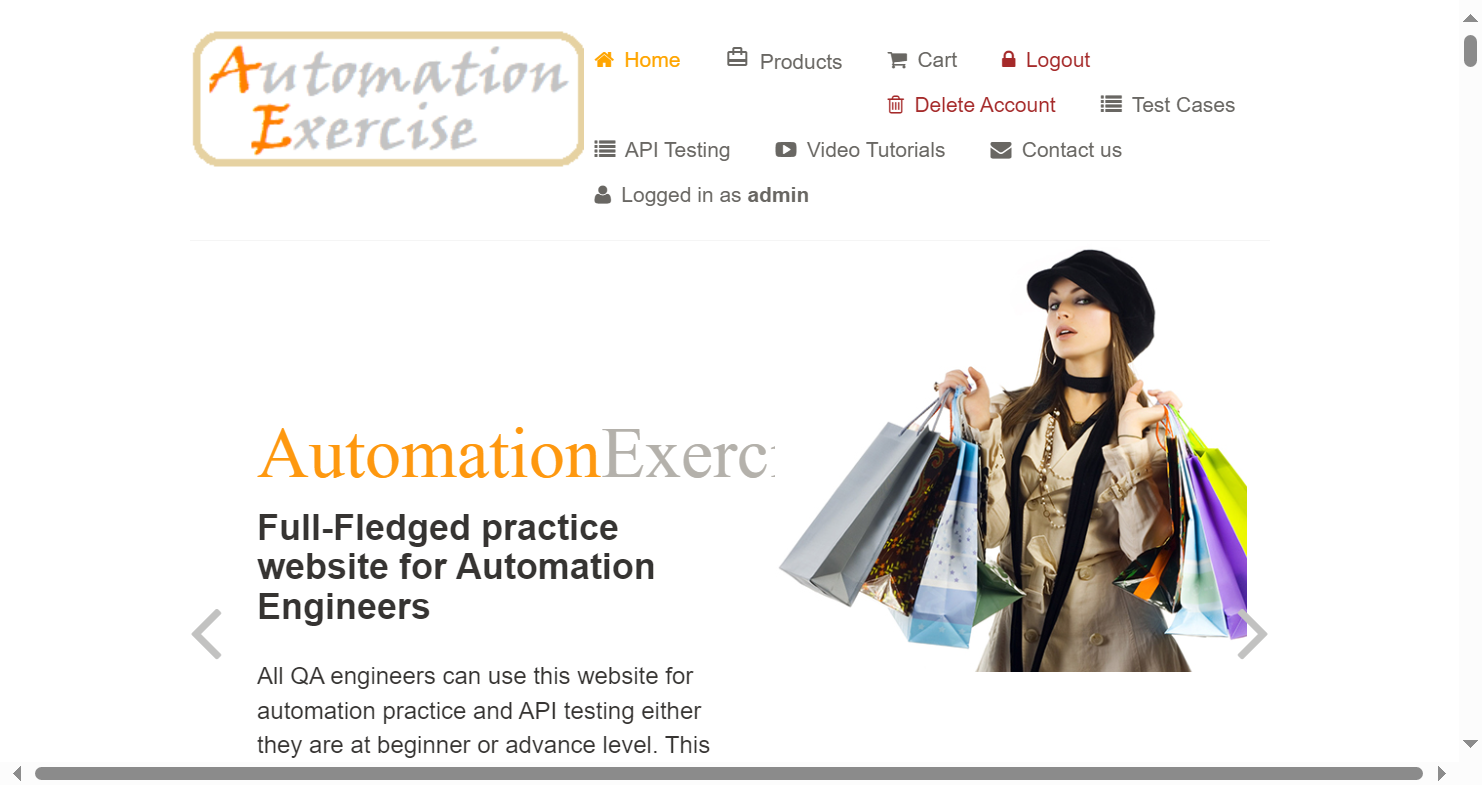 Automation
Exercise
Home Products Cart Logout
Delete Account Test Cases
API Testing Video Tutorials Contact us
Logged in as admin
AutomationExerci
Full-Fledged practice
website for Automation
Engineers
All QA engineers can use this website for
automation practice and API testing either
they are at beginner or advance level. This